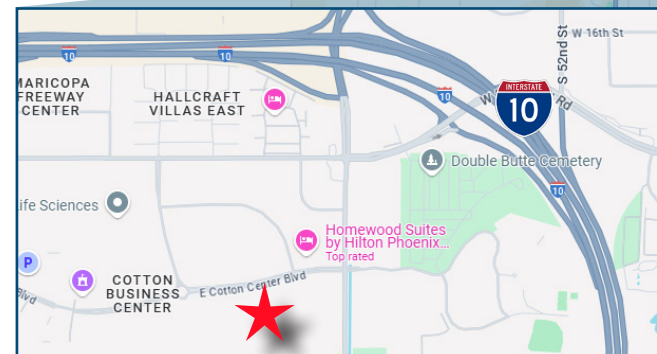 W 16th St
S 52nd St
10
10
MARICOPA
FREEWAY
CENTER
HALLCRAFT
VILLAS EAST
10
INTERSTATE
10
Rd
Double Butte Cemetery
10
ife Sciences
Homewood Suites
by Hilton Phoenix...
Top rated
P
COTTON
BUSINESS
CENTER
E Cotton Center Blvd
Blvd